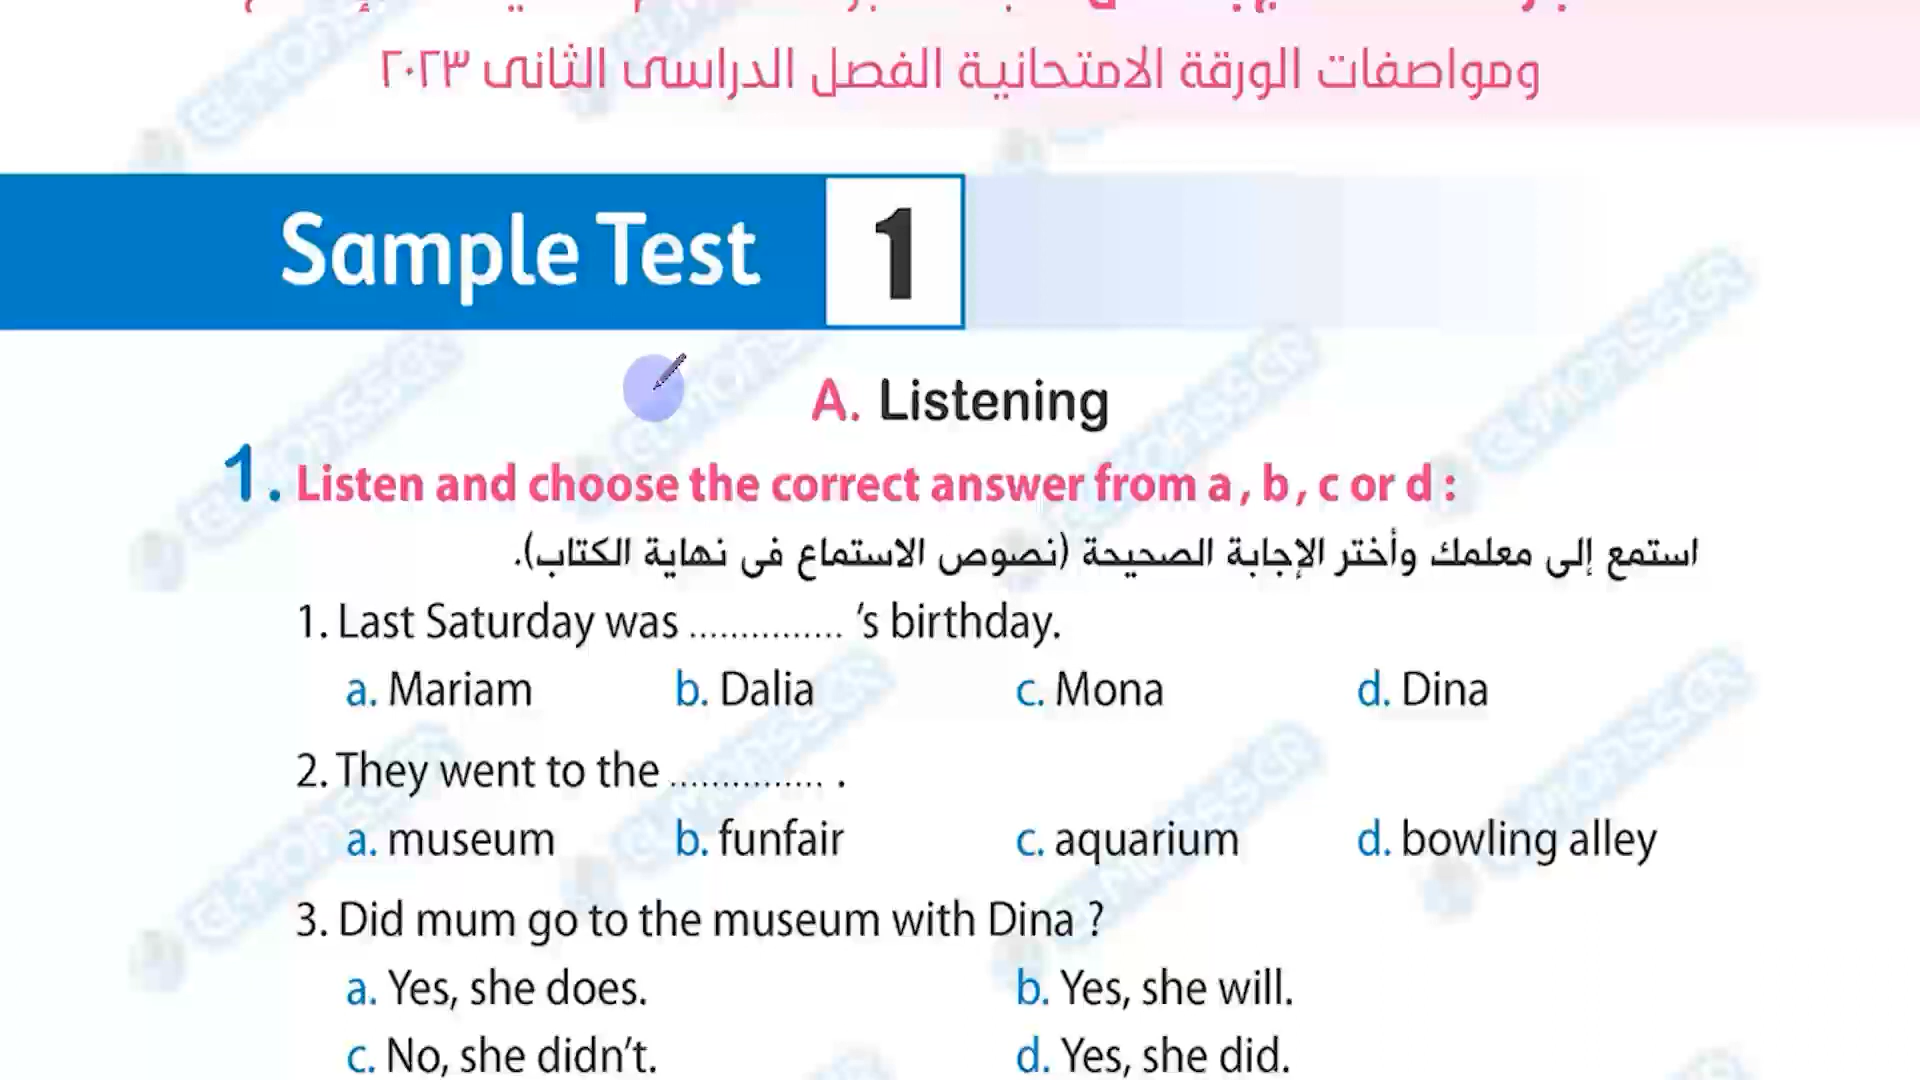 ومواصفات الورقة الامتحانية الفصل الدراسى الثانى ٢٠٢٣
Sample Test 1
A. Listening
1. Listen and choose the correct answer from a , b , c or d :
استمع إلى معلمك وأختر الإجابة الصحيحة (نصوص الاستماع فى نهاية الكتاب).
1. Last Saturday was ............... ’s birthday.
a. Mariam b. Dalia c. Mona d. Dina
2. They went to the ............... .
a. museum b. funfair c. aquarium d. bowling alley
3. Did mum go to the museum with Dina ?
a. Yes, she does. b. Yes, she will.
c. No, she didn’t. d. Yes, she did.